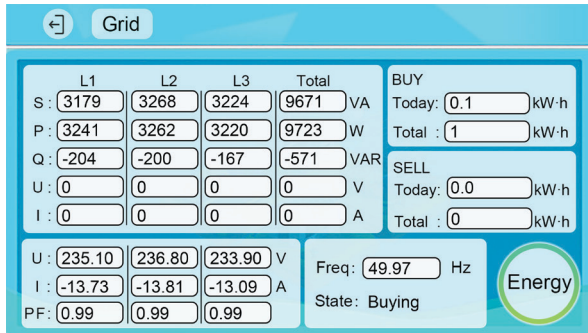 Grid
L1 L2 L3 Total
S: 3179 3268 3224 9671 VA
P: 3241 3262 3220 9723 W
Q: -204 -200 -167 -571 VAR
U: 0 0 0 0 V
I: 0 0 0 0 A
BUY
Today: 0.1 kW·h
Total : 1 kW·h
SELL
Today: 0.0 kW·h
Total : 0 kW·h
U: 235.10 236.80 233.90 V
I: -13.73 -13.81 -13.09 A
PF: 0.99 0.99 0.99
Freq: 49.97 Hz
State: Buying
Energy